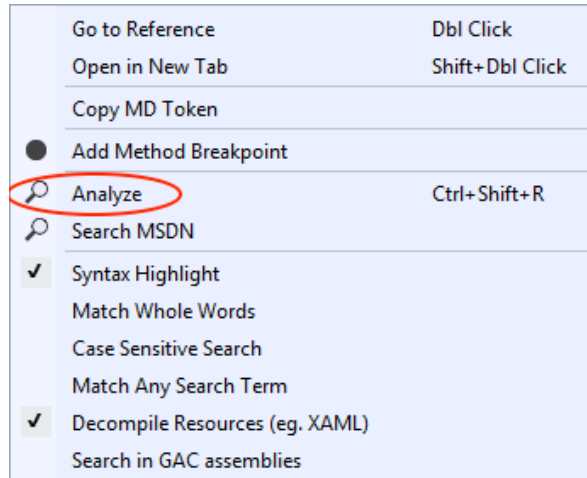 Go to Reference Dbl Click
Open in New Tab Shift+Dbl Click
Copy MD Token
Add Method Breakpoint
Analyze Ctrl+Shift+R
Search MSDN
Syntax Highlight
Match Whole Words
Case Sensitive Search
Match Any Search Term
Decompile Resources (eg. XAML)
Search in GAC assemblies